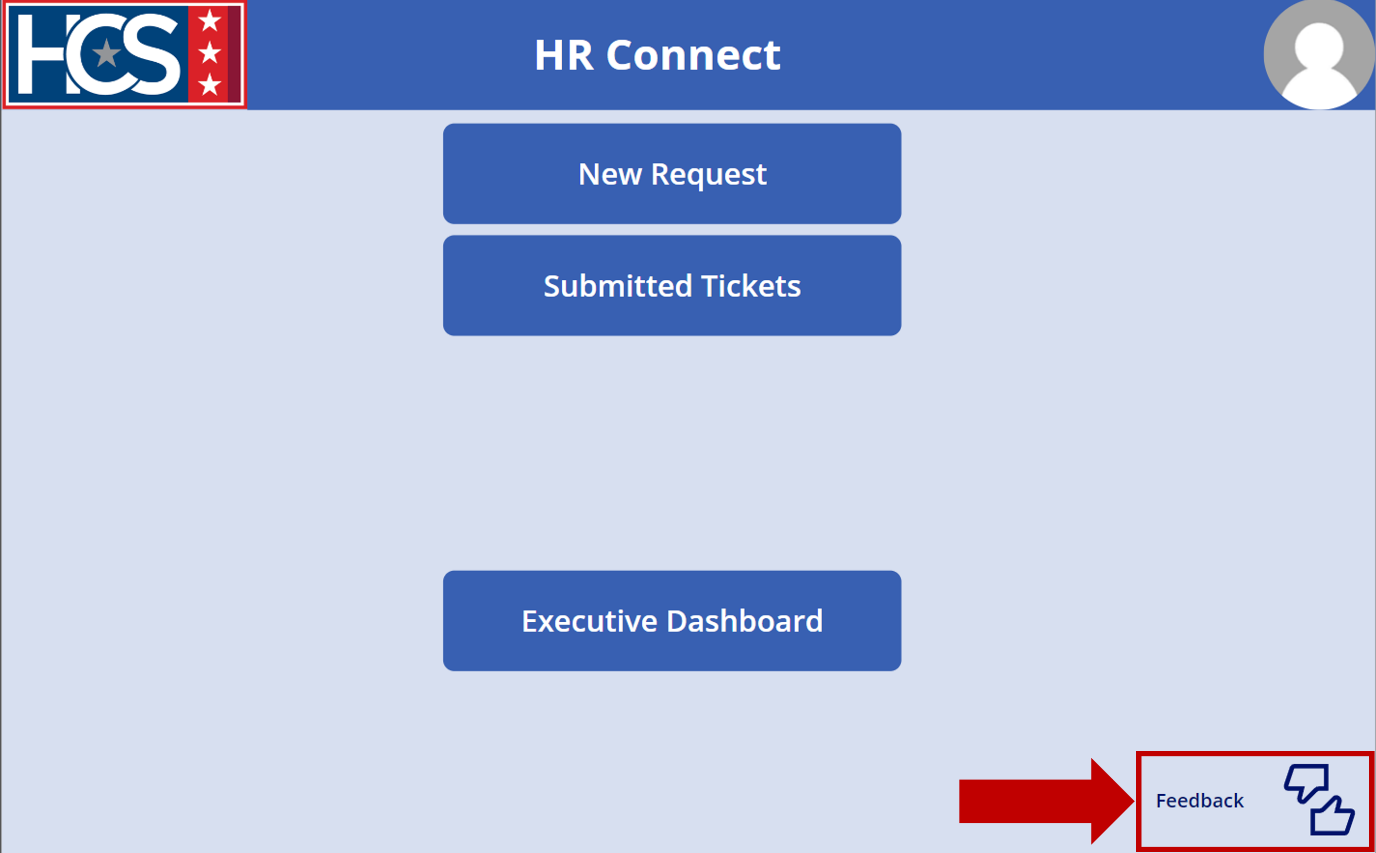 HCS
HR Connect
New Request
Submitted Tickets
Executive Dashboard
Feedback